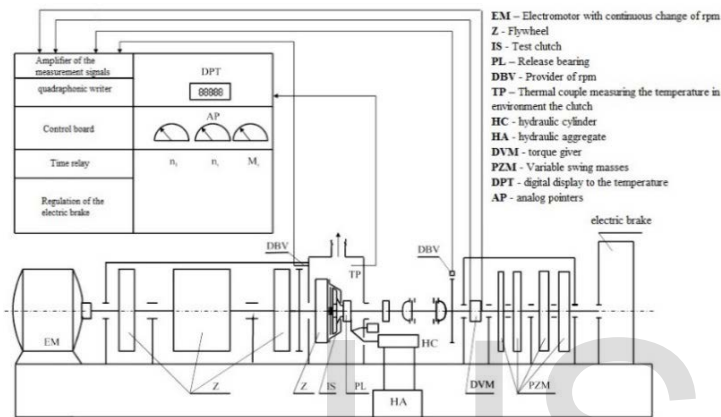 EM – Electromotor with continuous change of rpm
Z - Flywheel
IS - Test clutch
PL – Release bearing
DBV - Provider of rpm
TP – Thermal couple measuring the temperature in
environment the clutch
HC - hydraulic cylinder
HA - hydraulic aggregate
DVM - torque giver
PZM - Variable swing masses
DPT - digital display to the temperature
AP - analog pointers
electric brake
Amplifier of the
measurement signals
quadraphonic writer
Control board
Time relay
Regulation of the
electric brake
DPT
88888
AP
DBV
TP
DBV
EM
Z
Z
IS
PL
HC
HA
DVM
PZM